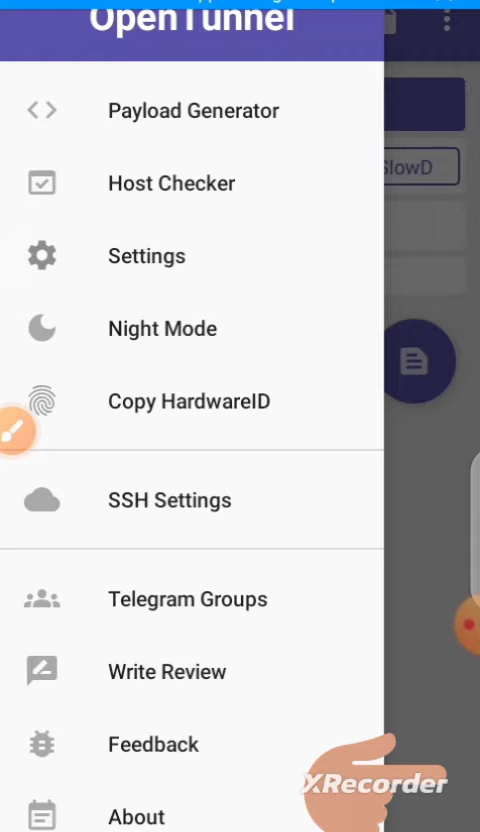 OpenTunnel
Payload Generator
Host Checker
SlowD
Settings
Night Mode
Copy HardwareID
SSH Settings
Telegram Groups
Write Review
Feedback
XRecorder
About